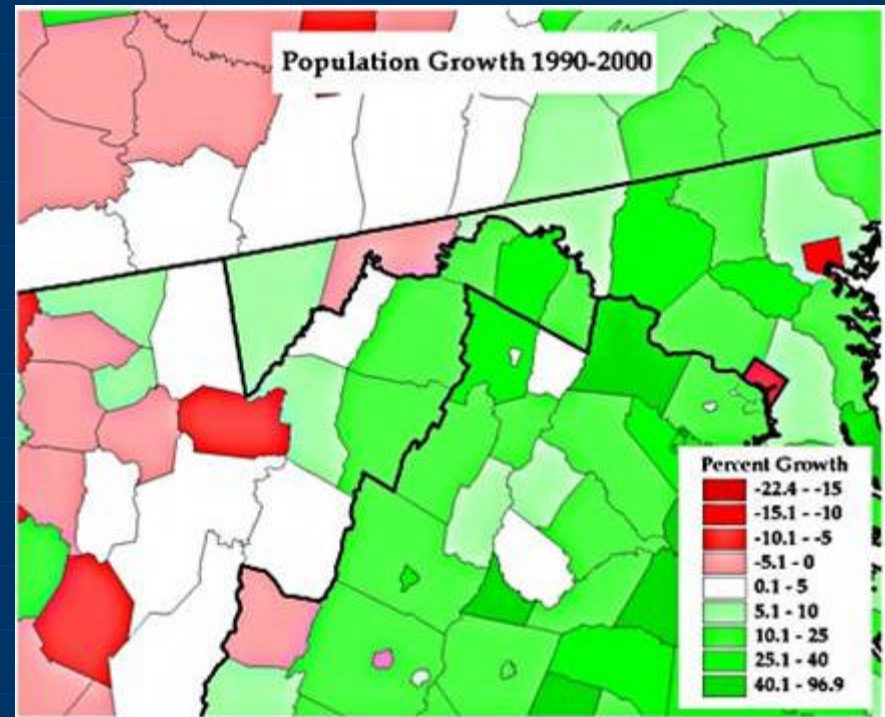 Population Growth 1990-2000
Percent Growth
-22.4 - -15
-15.1 - -10
-10.1 - -5
-5.1 - 0
0.1 - 5
5.1 - 10
10.1 - 25
25.1 - 40
40.1 - 96.9